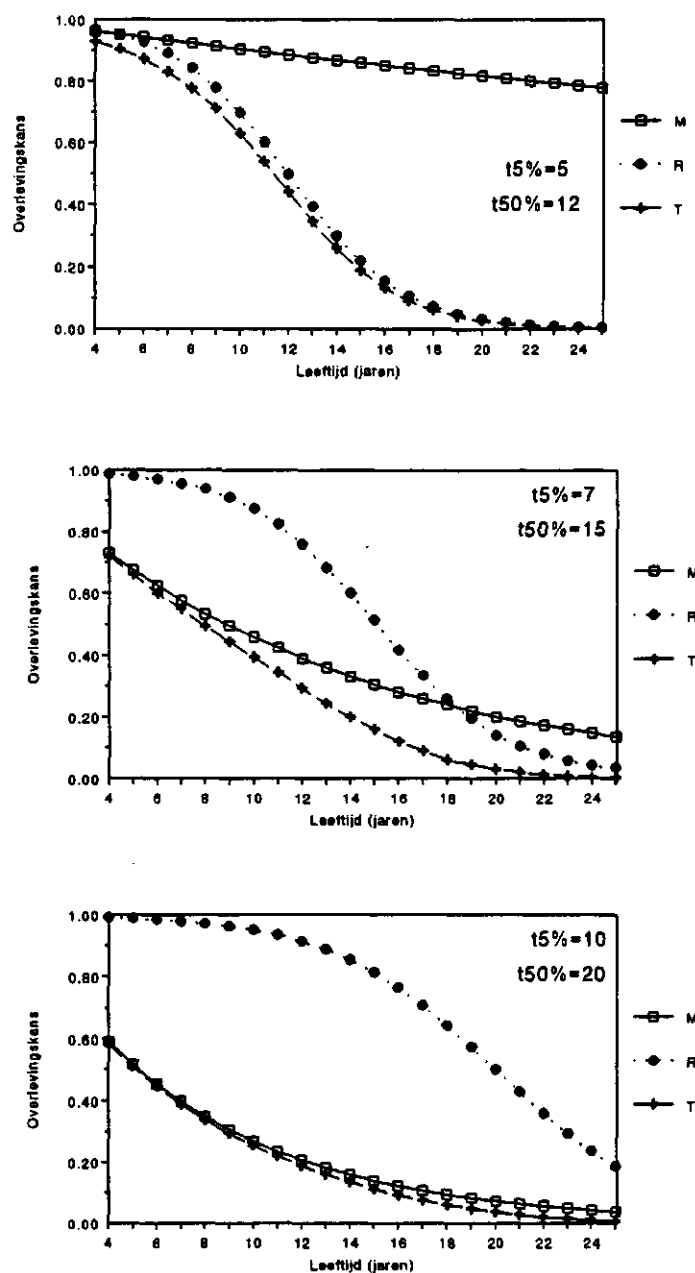 1.00
0.80
0.60
0.40
0.20
0.00
Overlevingskans
t5%=5
t50%=12
M
R
T
4 6 8 10 12 14 16 18 20 22 24
Leeftijd (jaren)
1.00
0.80
0.60
0.40
0.20
0.00
Overlevingskans
t5%=7
t50%=15
M
R
T
4 6 8 10 12 14 16 18 20 22 24
Leeftijd (jaren)
1.00
0.80
0.60
0.40
0.20
0.00
Overlevingskans
t5%=10
t50%=20
M
R
T
4 6 8 10 12 14 16 18 20 22 24
Leeftijd (jaren)